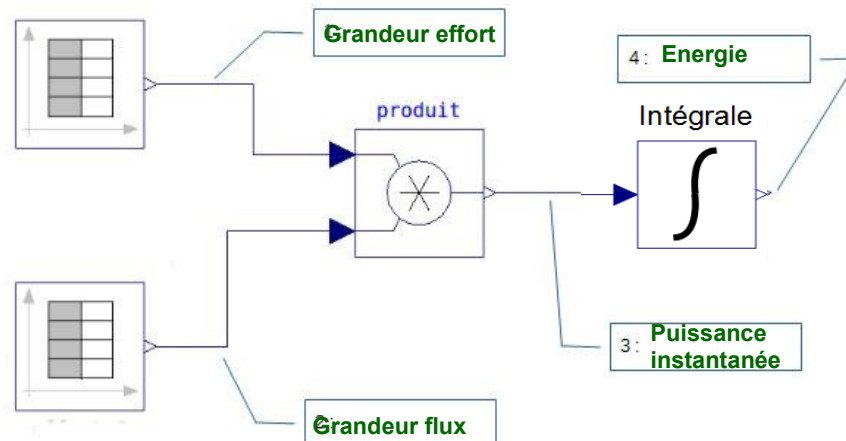 Grandeur effort
4: Energie
produit
Intégrale
3: Puissance
instantanée
Grandeur flux